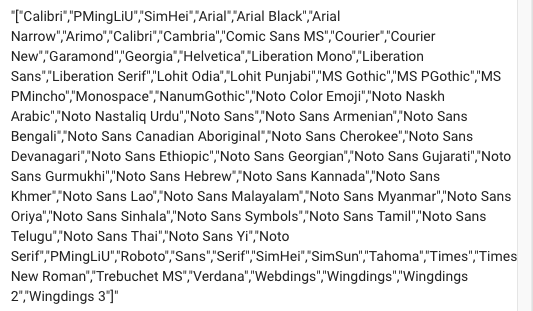 "["Calibri","PMingLiU","SimHei","Arial","Arial Black","Arial
Narrow","Arimo","Calibri","Cambria","Comic Sans MS","Courier","Courier
New","Garamond","Georgia","Helvetica","Liberation Mono","Liberation
Sans","Liberation Serif","Lohit Odia","Lohit Punjabi","MS Gothic","MS PGothic","MS
PMincho","Monospace","NanumGothic","Noto Color Emoji","Noto Naskh
Arabic","Noto Nastaliq Urdu","Noto Sans","Noto Sans Armenian","Noto Sans
Bengali","Noto Sans Canadian Aboriginal","Noto Sans Cherokee","Noto Sans
Devanagari","Noto Sans Ethiopic","Noto Sans Georgian","Noto Sans Gujarati","Noto
Sans Gurmukhi","Noto Sans Hebrew","Noto Sans Kannada","Noto Sans
Khmer","Noto Sans Lao","Noto Sans Malayalam","Noto Sans Myanmar","Noto Sans
Oriya","Noto Sans Sinhala","Noto Sans Symbols","Noto Sans Tamil","Noto Sans
Telugu","Noto Sans Thai","Noto Sans Yi","Noto
Serif","PMingLiU","Roboto","Sans","Serif","SimHei","SimSun","Tahoma","Times","Times
New Roman","Trebuchet MS","Verdana","Webdings","Wingdings","Wingdings
2","Wingdings 3"]"